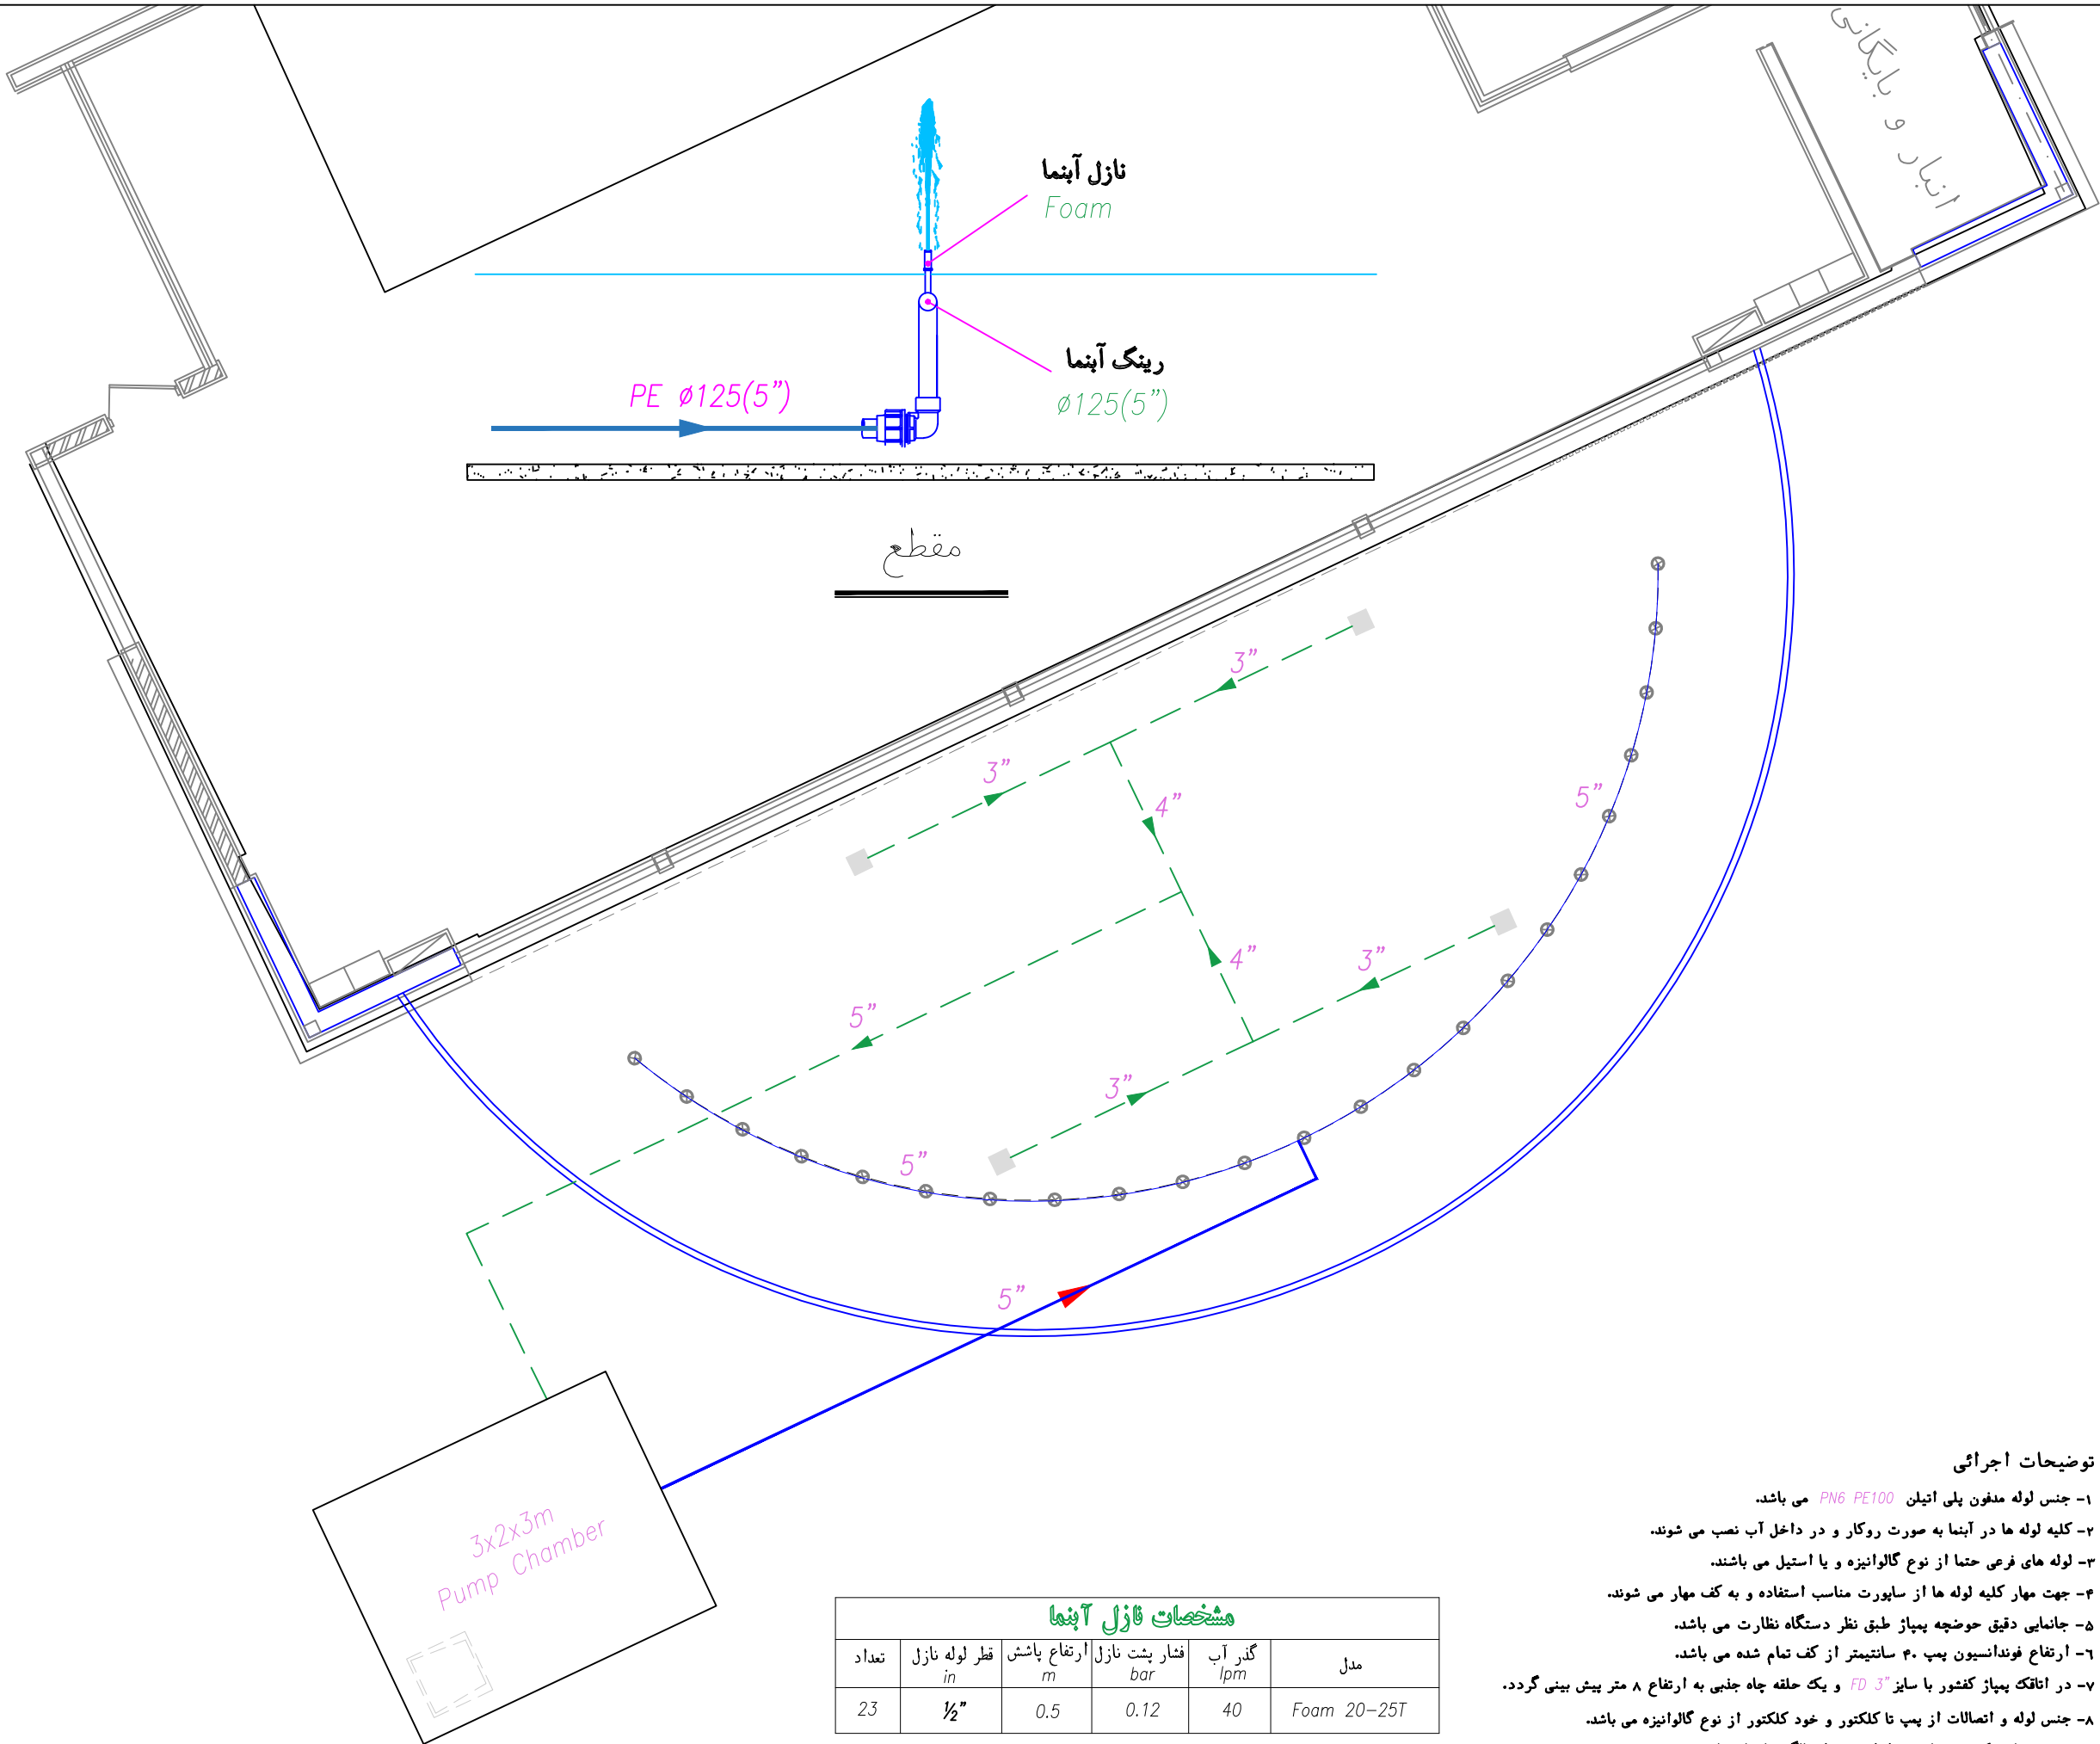 انبار و بایگانی
نازل آبنما
Foam
رینگ آبنما
ø125(5")
PE ø125(5")
مقطع
3"
3"
4"
5"
4"
3"
5"
3"
5"
5"
3x2x3m
Pump Chamber
توضیحات اجرائی
۱- جنس لوله مدفون پلی اتیلن PN6 PE100 می باشد.
۲- کلیه لوله ها در آبنما به صورت روکار و در داخل آب نصب می شوند.
۳- لوله های فرعی حتما از نوع گالوانیزه و یا استیل می باشند.
۴- جهت مهار کلیه لوله ها از ساپورت مناسب استفاده و به کف مهار می شوند.
۵- جانمایی دقیق حوضچه پمپاژ طبق نظر دستگاه نظارت می باشد.
۶- ارتفاع فوندانسیون پمپ ۴۰ سانتیمتر از کف تمام شده می باشد.
۷- در اتاقک پمپاژ کفشور با سایز FD 3" و یک حلقه چاه جذبی به ارتفاع ۸ متر پیش بینی گردد.
۸- جنس لوله و اتصالات از پمپ تا کلکتور و خود کلکتور از نوع گالوانیزه می باشد.
مشخصات نازل آبنما
مدل گذر آب lpm فشار پشت نازل bar ارتفاع پاشش m قطر لوله نازل in تعداد
Foam 20-25T 40 0.12 0.5 ½" 23